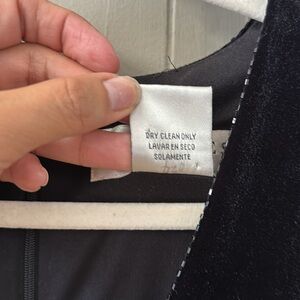 DRY CLEAN ONLY
LAVAR EN SECO
SOLAMENTE